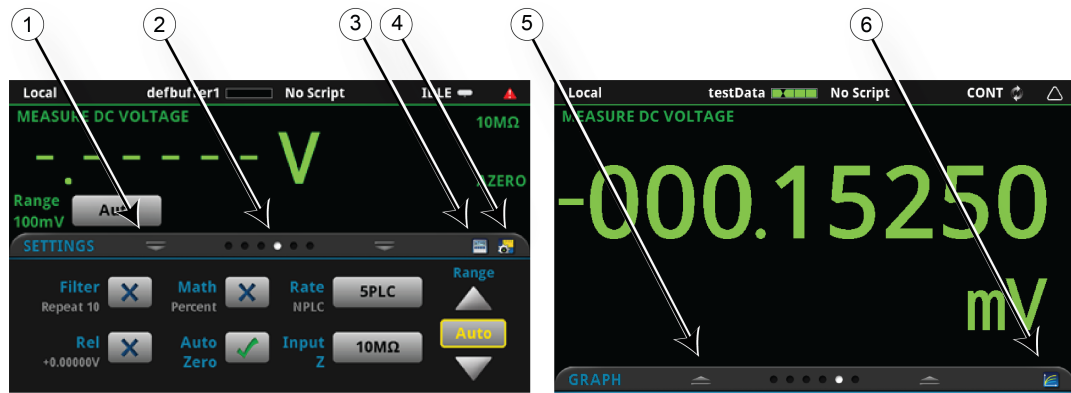 1 2 3 4 5 6
Local defbuffer1 No Script IDLE
MEASURE DC VOLTAGE
10MΩ
-.------ V
AZERO
Range
100mV
Auto
SETTINGS
Filter
Repeat 10
Math
Percent
Rate
NPLC
5PLC
Range
Rel
+0.00000V
Auto
Zero
Input
Z
10MΩ
Auto
Local testData No Script CONT
MEASURE DC VOLTAGE
-000.15250
mV
GRAPH